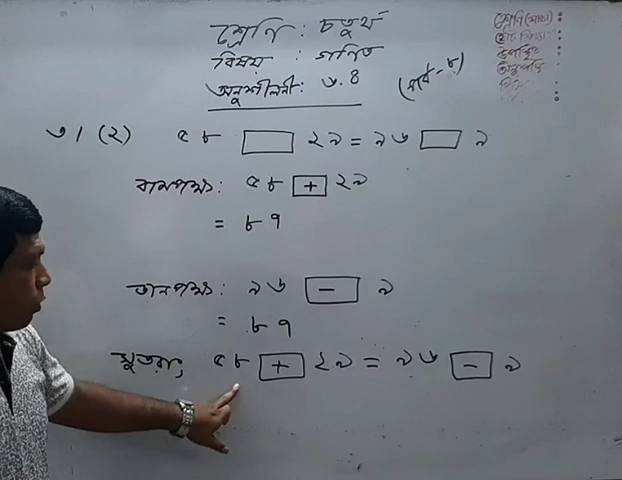 শ্রেণি : চতুর্থ
বিষয় : গণিত
অনুশীলনী : ৬.৪
(পার্ট - ৮)
৩। (২) ৫৮ ☐ ২৯ = ৯৬ ☐ ৯
বামপক্ষ : ৫৮ + ২৯
= ৮৭
ডানপক্ষ : ৯৬ - ৯
= ৮৭
সুতরাং, ৫৮ + ২৯ = ৯৬ - ৯